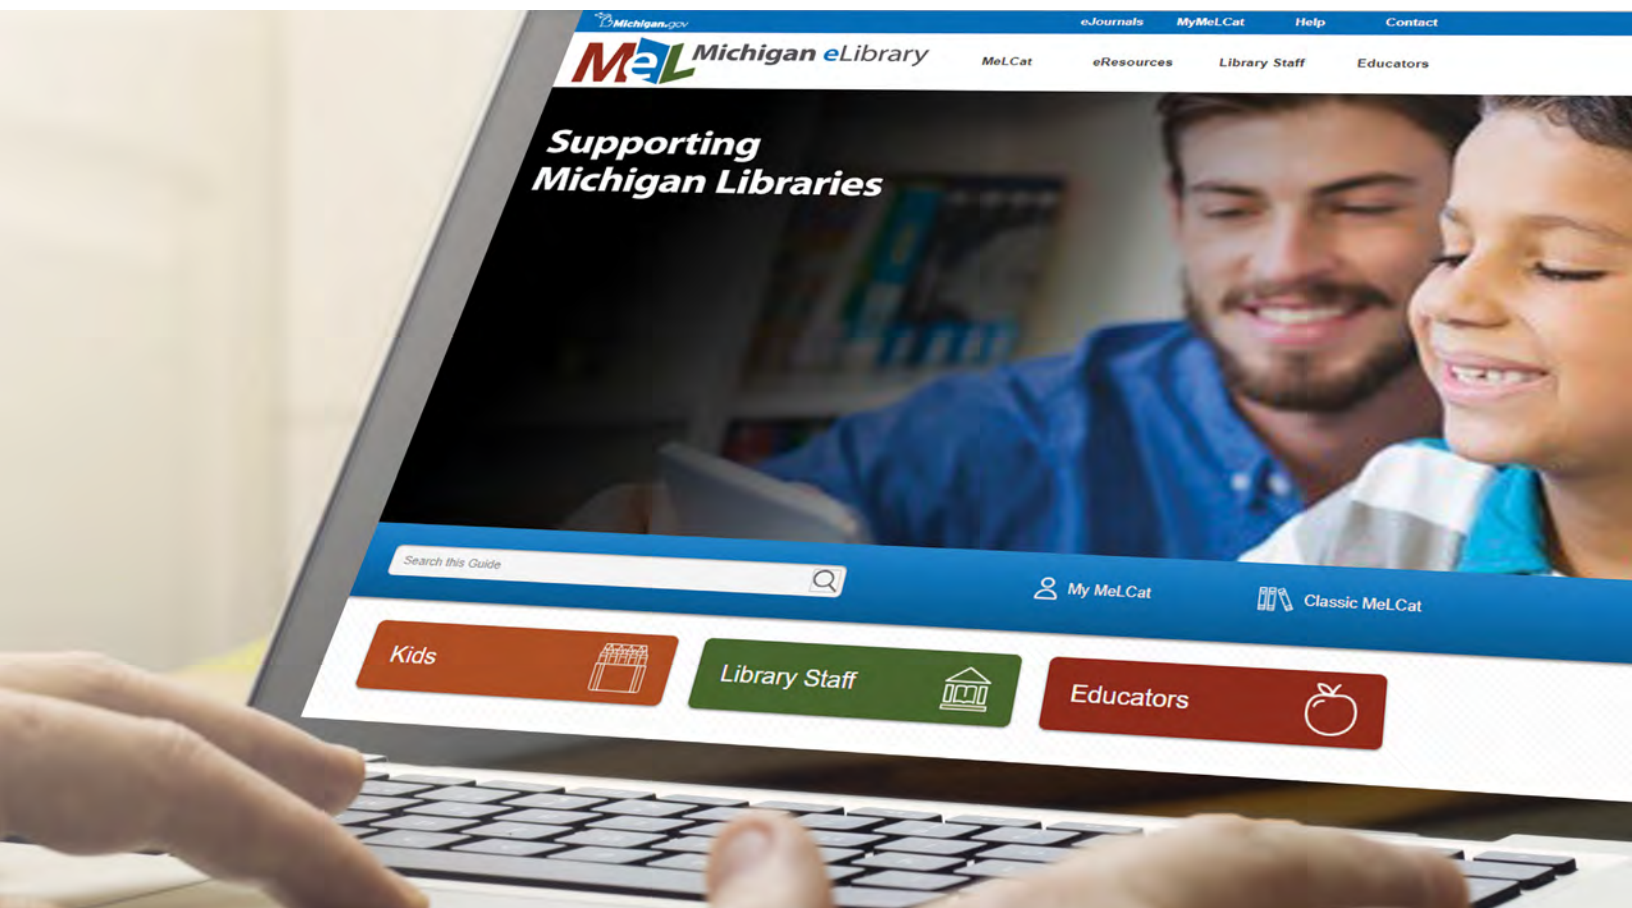 Michigan.gov
eJournals MyMeLCat Help Contact
MeL Michigan eLibrary
MeLCat eResources Library Staff Educators
Supporting
Michigan Libraries
Search this Guide
My MeLCat
Classic MeLCat
Kids
Library Staff
Educators